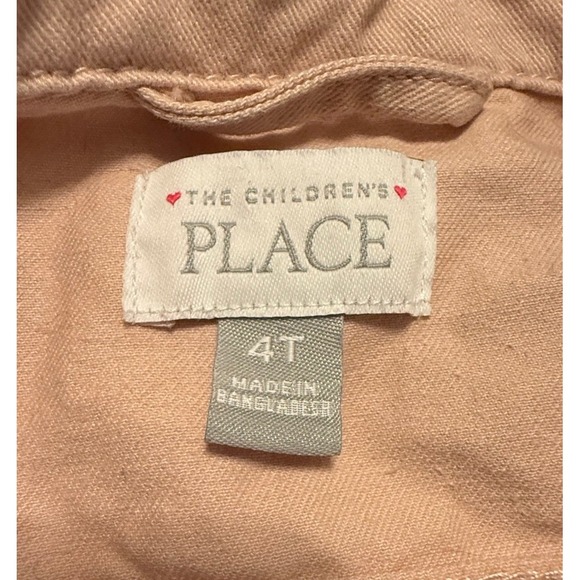 THE CHILDREN'S
PLACE
4T
MADE IN
BANGLADESH